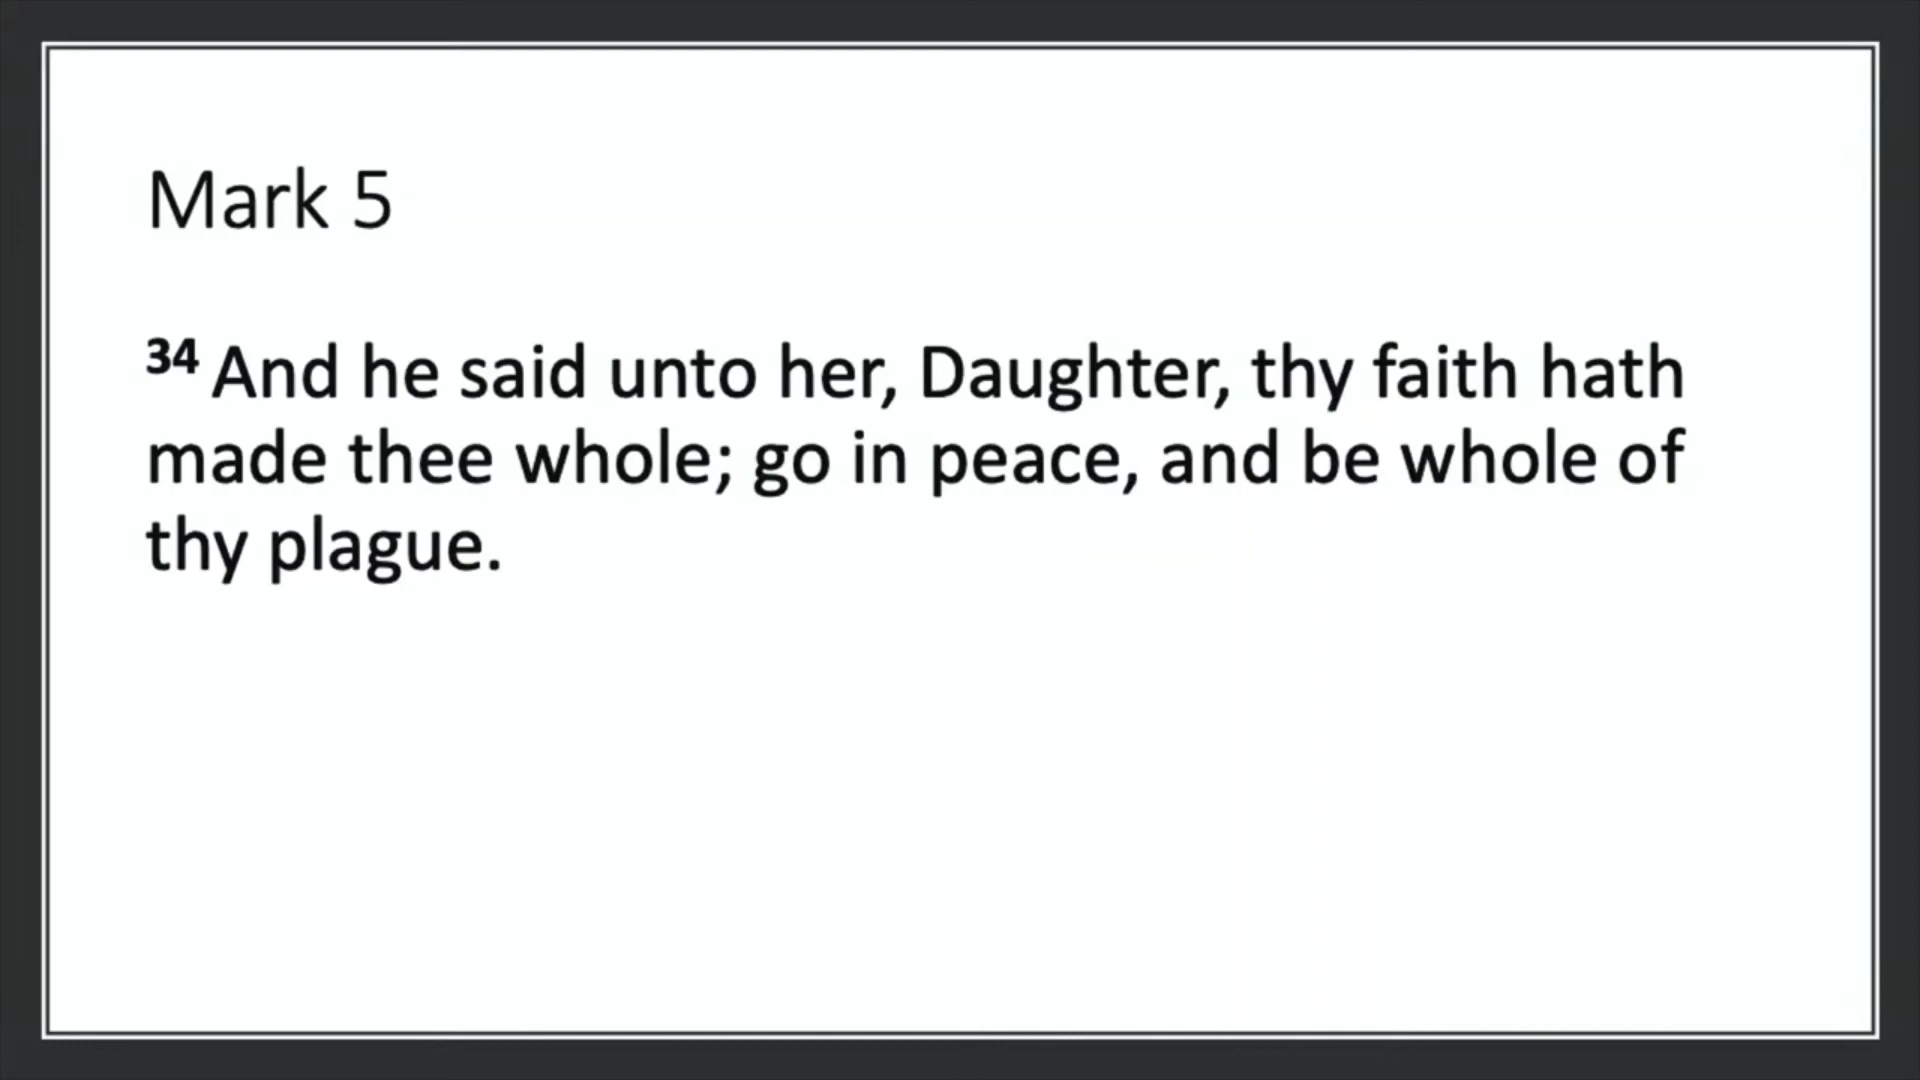 Mark 5
34 And he said unto her, Daughter, thy faith hath
made thee whole; go in peace, and be whole of
thy plague.